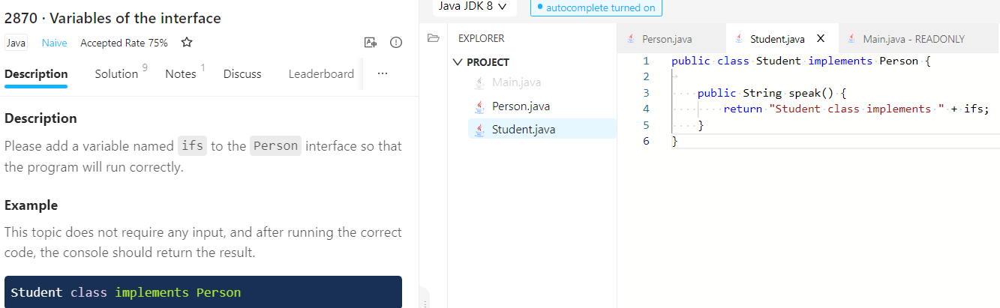 2870 · Variables of the interface
Java Naive Accepted Rate 75%
Description Solution 9 Notes 1 Discuss Leaderboard ...
Description
Please add a variable named ifs to the Person interface so that
the program will run correctly.
Example
This topic does not require any input, and after running the correct
code, the console should return the result.
Student class implements Person
Java JDK 8
autocomplete turned on
EXPLORER
PROJECT
Main.java
Person.java
Student.java
Person.java Student.java X Main.java - READONLY
1 public class Student implements Person {
2
3 public String speak() {
4 return "Student class implements " + ifs;
5 }
6 }